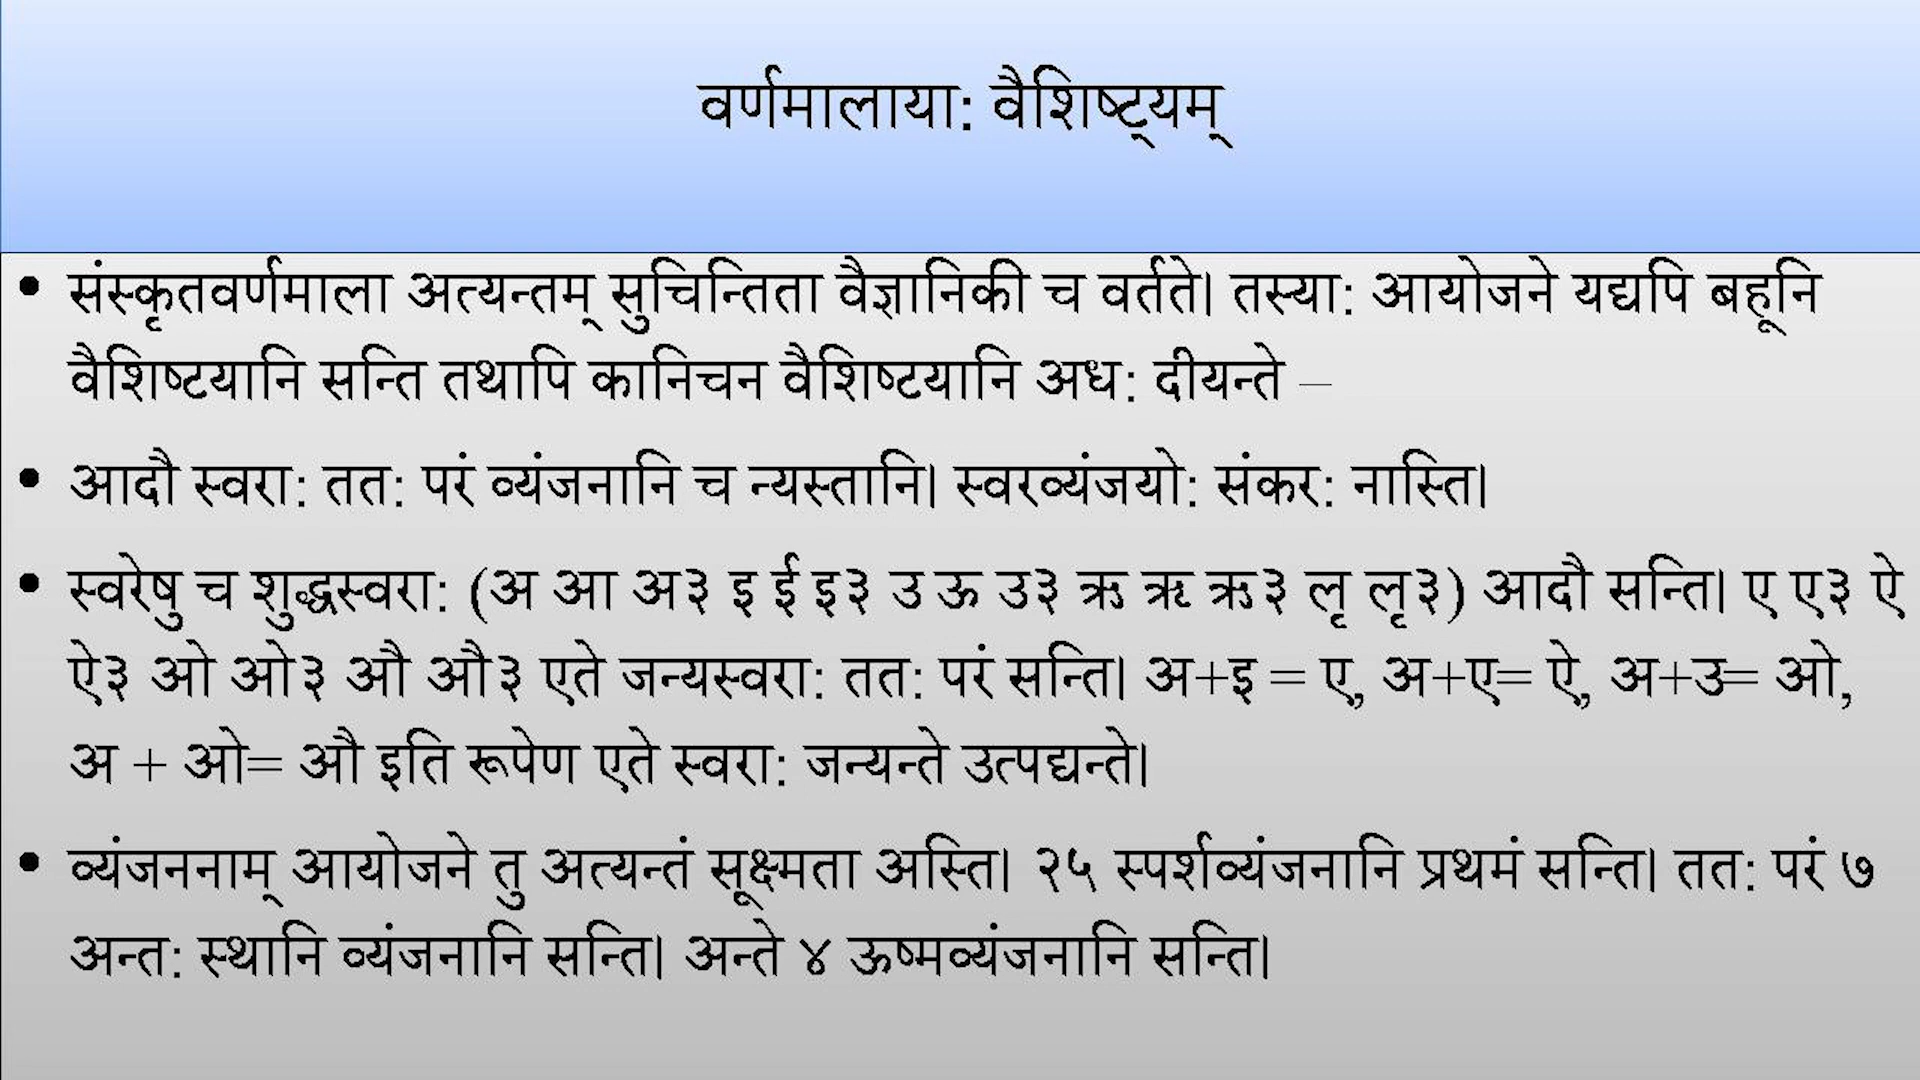 वर्णमालाया: वैशिष्ट्यम्
• संस्कृतवर्णमाला अत्यन्तम् सुचिन्तिता वैज्ञानिकी च वर्तते। तस्या: आयोजने यद्यपि बहूनि
वैशिष्टयानि सन्ति तथापि कानिचन वैशिष्टयानि अध: दीयन्ते –
• आदौ स्वरा: तत: परं व्यंजनानि च न्यस्तानि। स्वरव्यंजयो: संकर: नास्ति।
• स्वरेषु च शुद्धस्वरा: (अ आ अ३ इ ई इ३ उ ऊ उ३ ऋ ऋ ऋ३ लृ लृ३) आदौ सन्ति। ए ए३ ऐ
ऐ३ ओ ओ३ औ औ३ एते जन्यस्वरा: तत: परं सन्ति। अ+इ = ए, अ+ए= ऐ, अ+उ= ओ,
अ + ओ= औ इति रूपेण एते स्वरा: जन्यन्ते उत्पद्यन्ते।
• व्यंजननाम् आयोजने तु अत्यन्तं सूक्ष्मता अस्ति। २५ स्पर्शव्यंजनानि प्रथमं सन्ति। तत: परं ७
अन्त: स्थानि व्यंजनानि सन्ति। अन्ते ४ ऊष्मव्यंजनानि सन्ति।